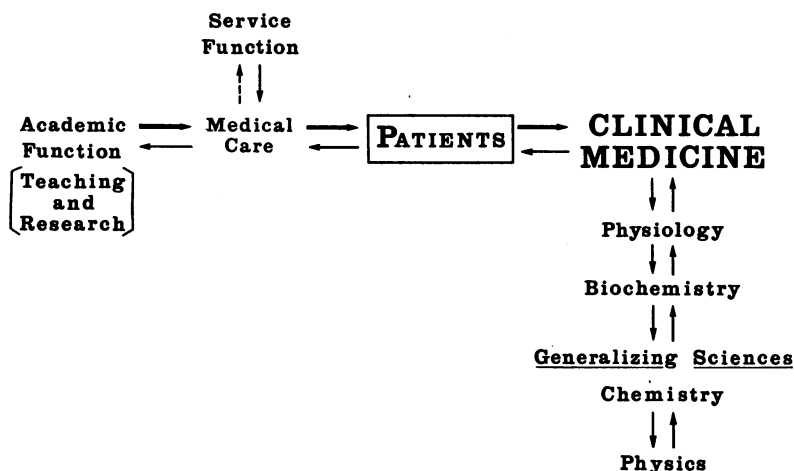 Service
Function
Academic
Function
[Teaching
and
Research]
Medical
Care
PATIENTS
CLINICAL
MEDICINE
Physiology
Biochemistry
Generalizing Sciences
Chemistry
Physics